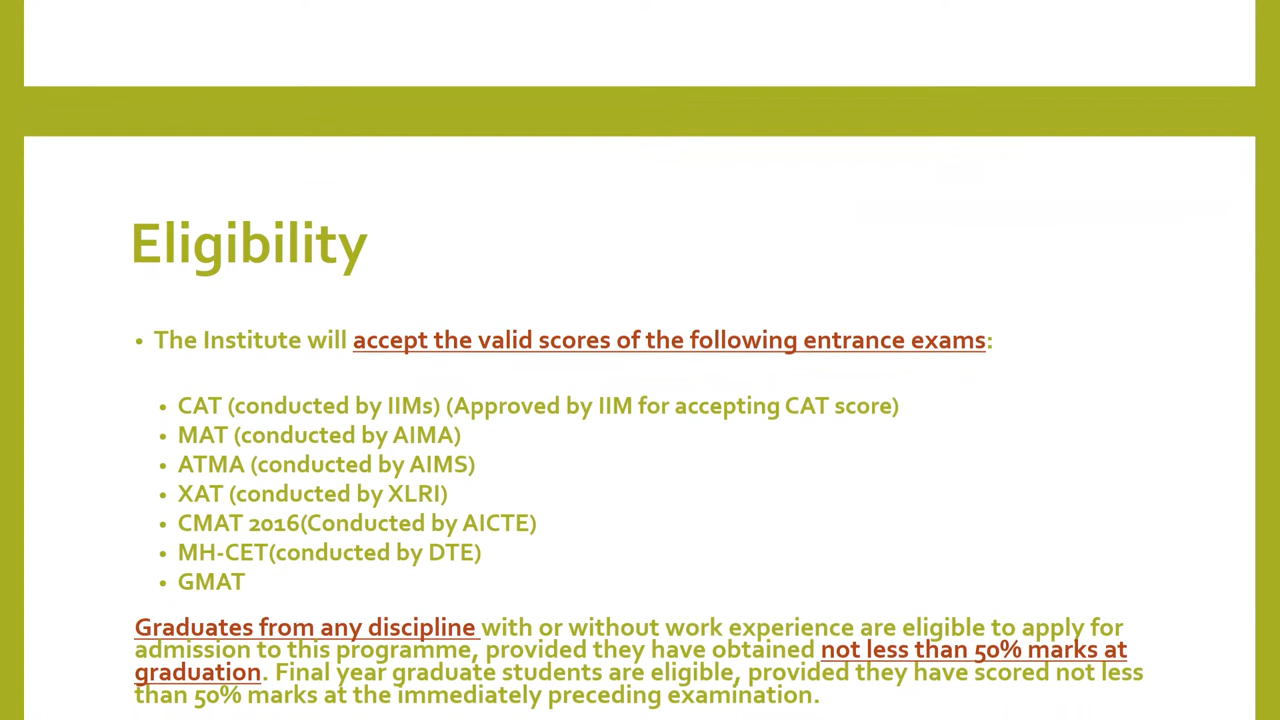 Eligibility
• The Institute will accept the valid scores of the following entrance exams:
• CAT (conducted by IIMs) (Approved by IIM for accepting CAT score)
• MAT (conducted by AIMA)
• ATMA (conducted by AIMS)
• XAT (conducted by XLRI)
• CMAT 2016(Conducted by AICTE)
• MH-CET(conducted by DTE)
• GMAT
Graduates from any discipline with or without work experience are eligible to apply for
admission to this programme, provided they have obtained not less than 50% marks at
graduation. Final year graduate students are eligible, provided they have scored not less
than 50% marks at the immediately preceding examination.